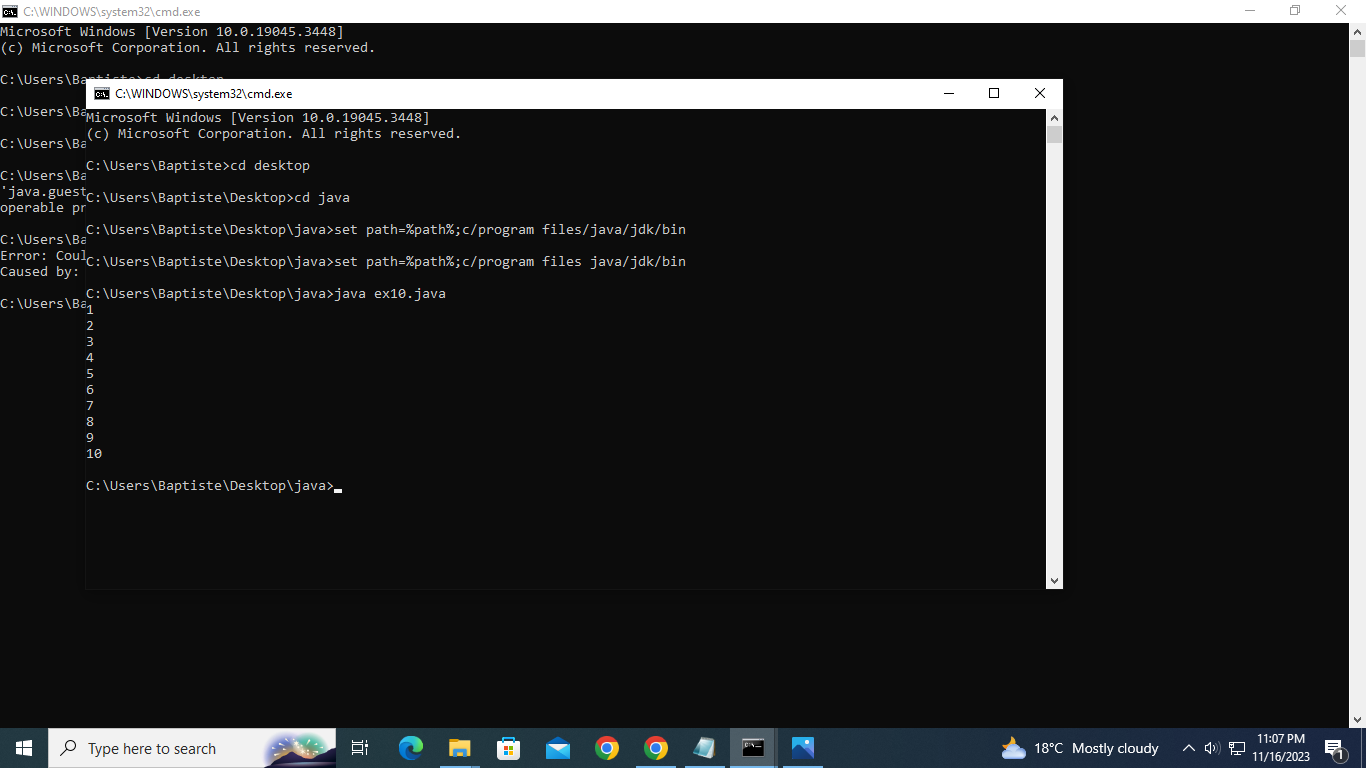 C:\WINDOWS\system32\cmd.exe
Microsoft Windows [Version 10.0.19045.3448]
(c) Microsoft Corporation. All rights reserved.
C:\Users\Baptiste>cd desktop
C:\Users\Ba
C:\Users\Ba
C:\Users\Ba
'java.guest
operable pr
C:\Users\Ba
Error: Coul
Caused by:
C:\Users\Ba
C:\WINDOWS\system32\cmd.exe
Microsoft Windows [Version 10.0.19045.3448]
(c) Microsoft Corporation. All rights reserved.
C:\Users\Baptiste>cd desktop
C:\Users\Baptiste\Desktop>cd java
C:\Users\Baptiste\Desktop\java>set path=%path%;c/program files/java/jdk/bin
C:\Users\Baptiste\Desktop\java>set path=%path%;c/program files java/jdk/bin
C:\Users\Baptiste\Desktop\java>java ex10.java
1
2
3
4
5
6
7
8
9
10
C:\Users\Baptiste\Desktop\java>
Type here to search
18°C Mostly cloudy
11:07 PM
11/16/2023
1